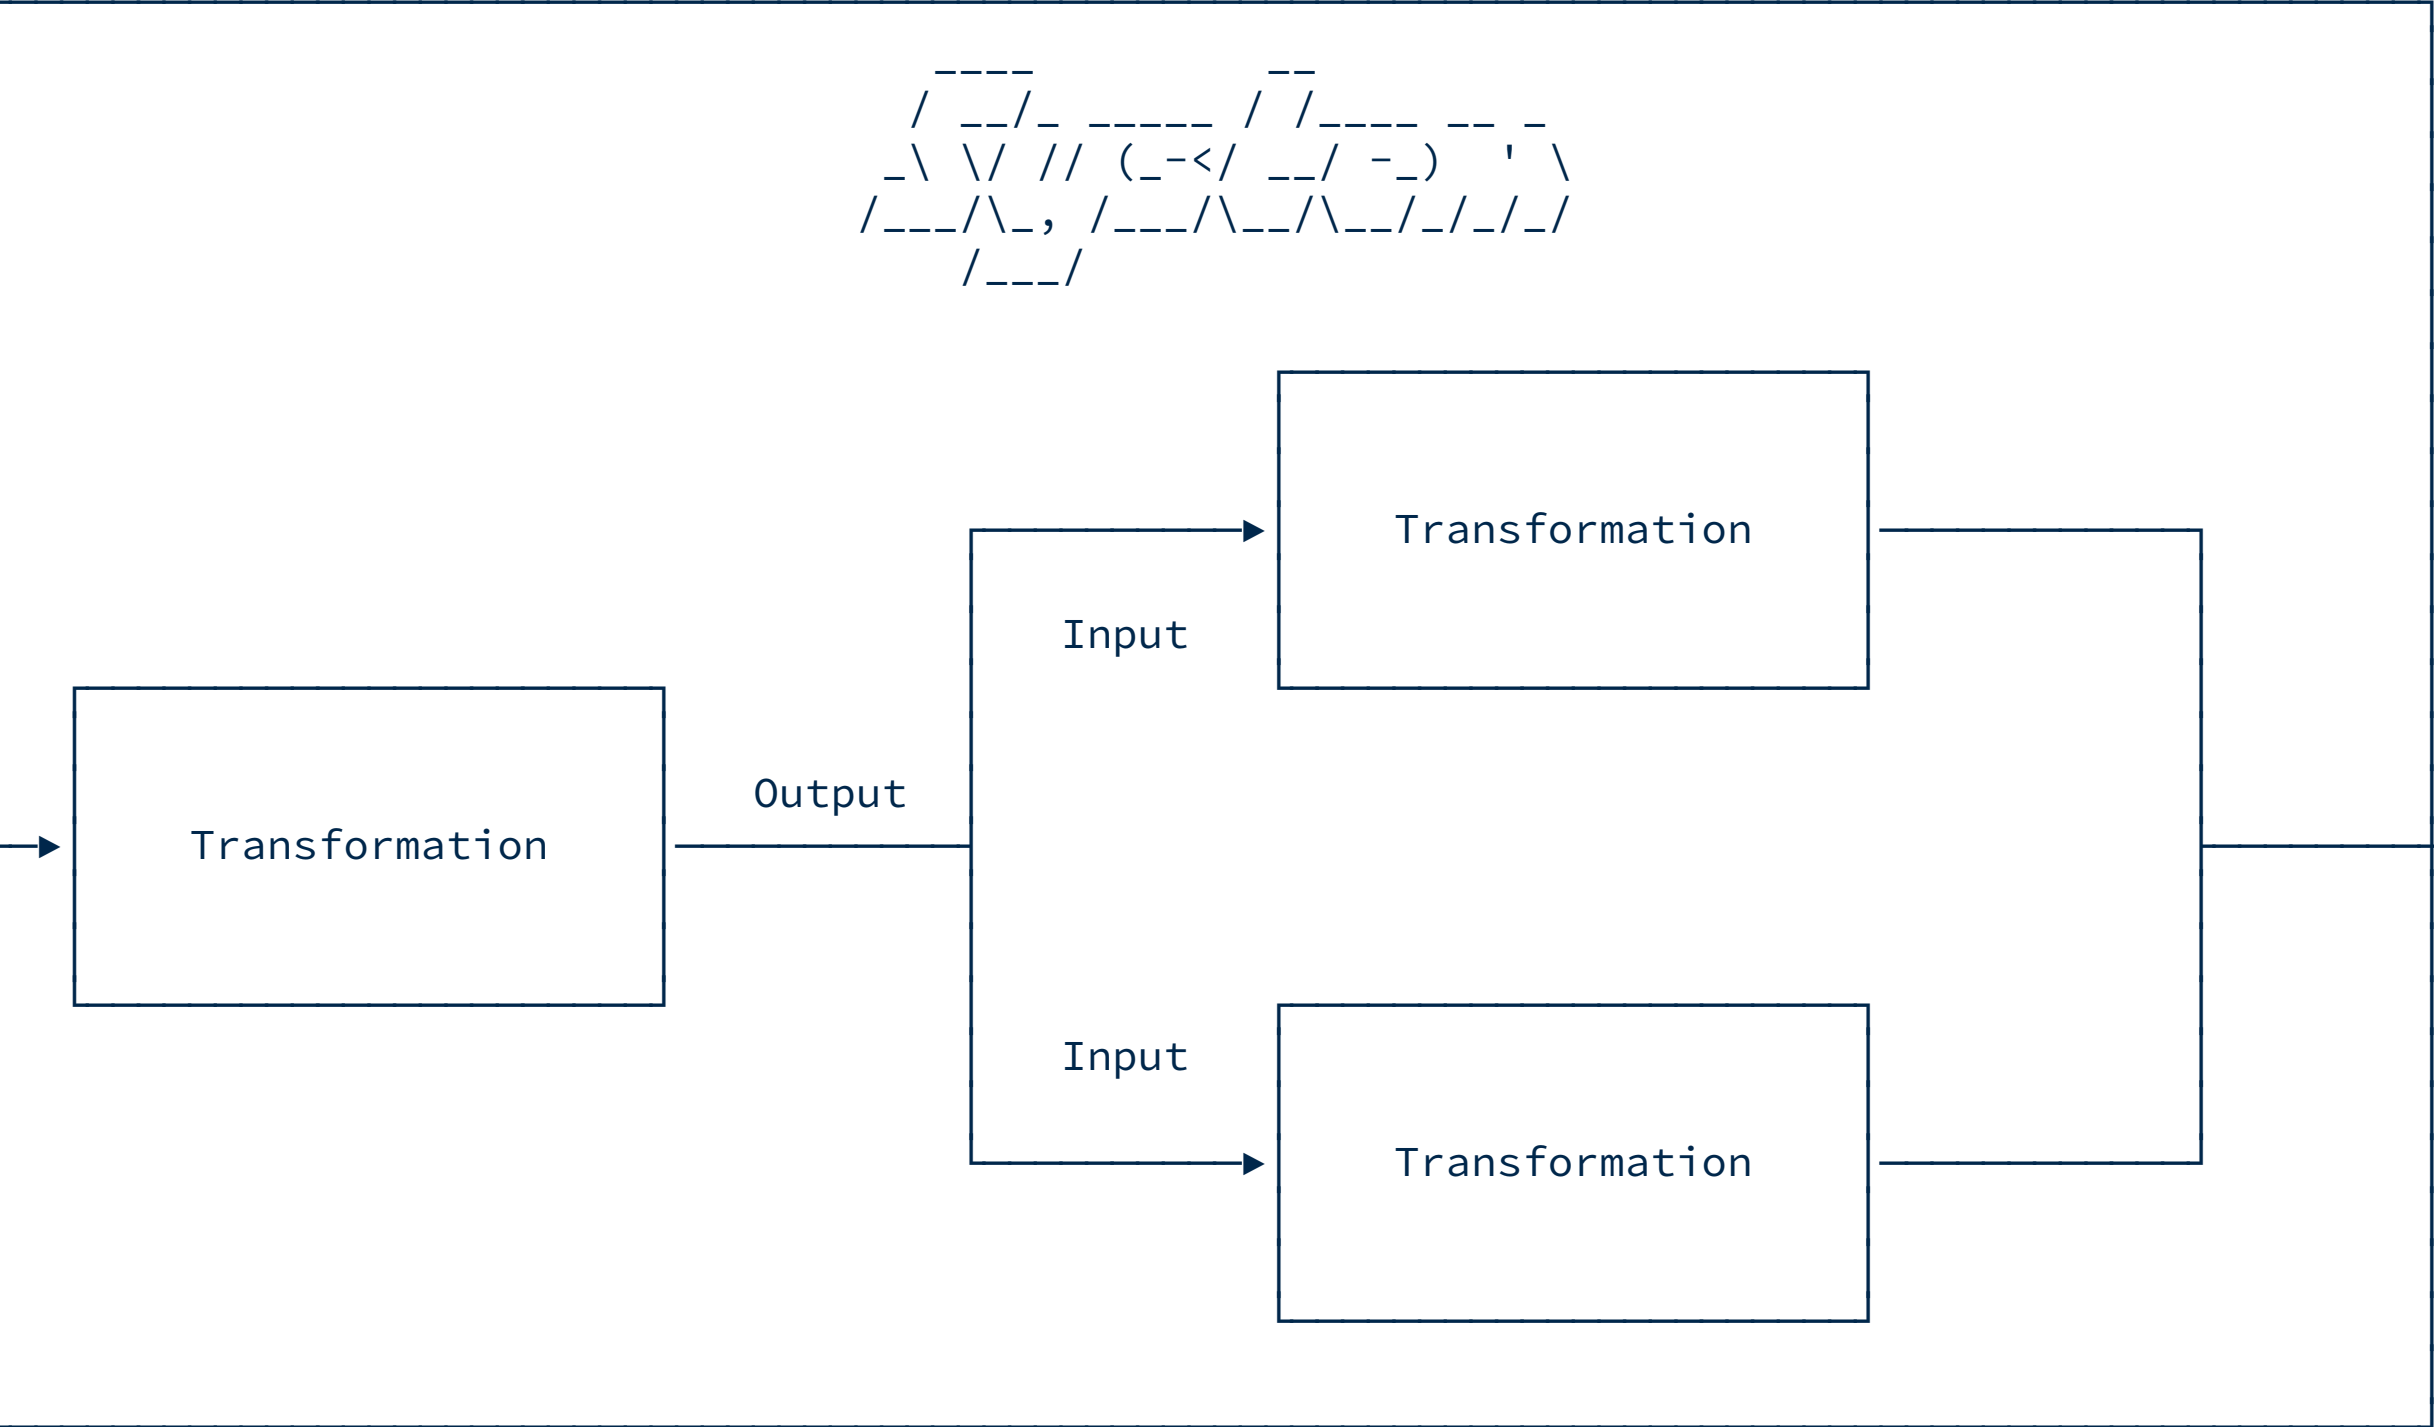 ____         __
  / __/_ _____ / /____ __ _
 _\ \/ // (_-</ __/ -_)  ' \
/___/\_, /___/\__/\__/_/_/_/
    /___/
Transformation
Input
Output
Transformation
Input
Transformation